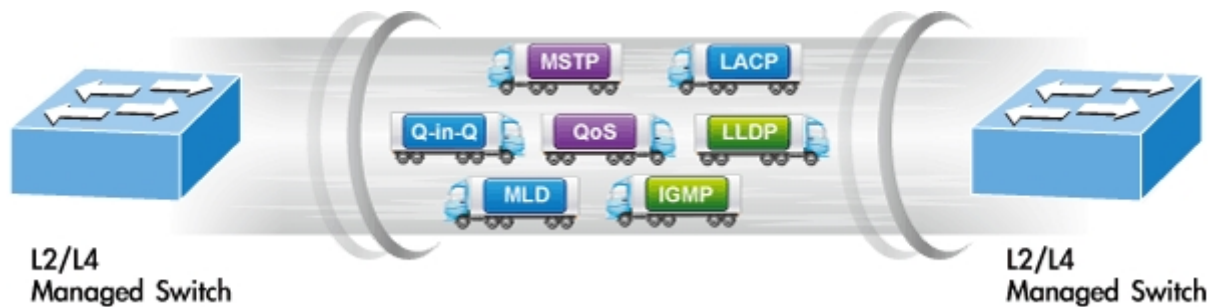 MSTP
LACP
Q-in-Q
QoS
LLDP
MLD
IGMP
L2/L4
Managed Switch
L2/L4
Managed Switch